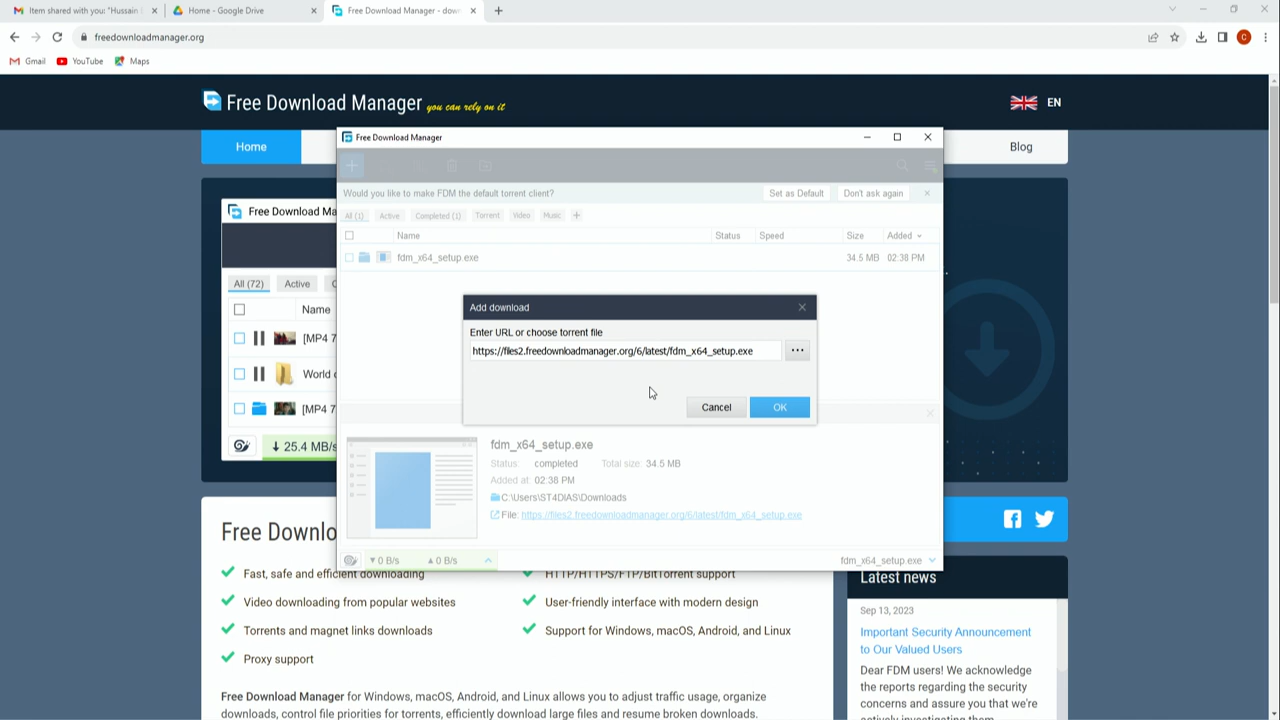 Item shared with you: "Hussain
Home - Google Drive
Free Download Manager - dow
freedownloadmanager.org
C
Gmail
YouTube
Maps
Free Download Manager you can rely on it
EN
Home
Blog
Free Download Manager
Would you like to make FDM the default torrent client?
Set as Default
Don't ask again
All (1)
Active
Completed (1)
Torrent
Video
Music
Name
Status
Speed
Size
Added
fdm_x64_setup.exe
34.5 MB
02:38 PM
Add download
Enter URL or choose torrent file
https://files2.freedownloadmanager.org/6/latest/fdm_x64_setup.exe
...
Cancel
OK
fdm_x64_setup.exe
Status: completed
Total size: 34.5 MB
Added at: 02:38 PM
C:\Users\ST4DIAS\Downloads
File: https://files2.freedownloadmanager.org/6/latest/fdm_x64_setup.exe
0 B/s
0 B/s
fdm_x64_setup.exe
Free Download Ma
All (72)
Active
Name
[MP4 7
World
[MP4 7
25.4 MB/s
Free Downlo
Fast, safe and efficient downloading
Video downloading from popular websites
Torrents and magnet links downloads
Proxy support
HTTP/HTTPS/FTP/BitTorrent support
User-friendly interface with modern design
Support for Windows, macOS, Android, and Linux
Free Download Manager for Windows, macOS, Android, and Linux allows you to adjust traffic usage, organize
downloads, control file priorities for torrents, efficiently download large files and resume broken downloads.
Latest news
Sep 13, 2023
Important Security Announcement
to Our Valued Users
Dear FDM users! We acknowledge
the reports regarding the security
concerns and assure you that we're
actively investigating them